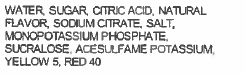 WATER, SUGAR, CITRIC ACID, NATURAL
FLAVOR, SODIUM CITRATE, SALT,
MONOPOTASSIUM PHOSPHATE,
SUCRALOSE, ACESULFAME POTASSIUM,
YELLOW 5, RED 40